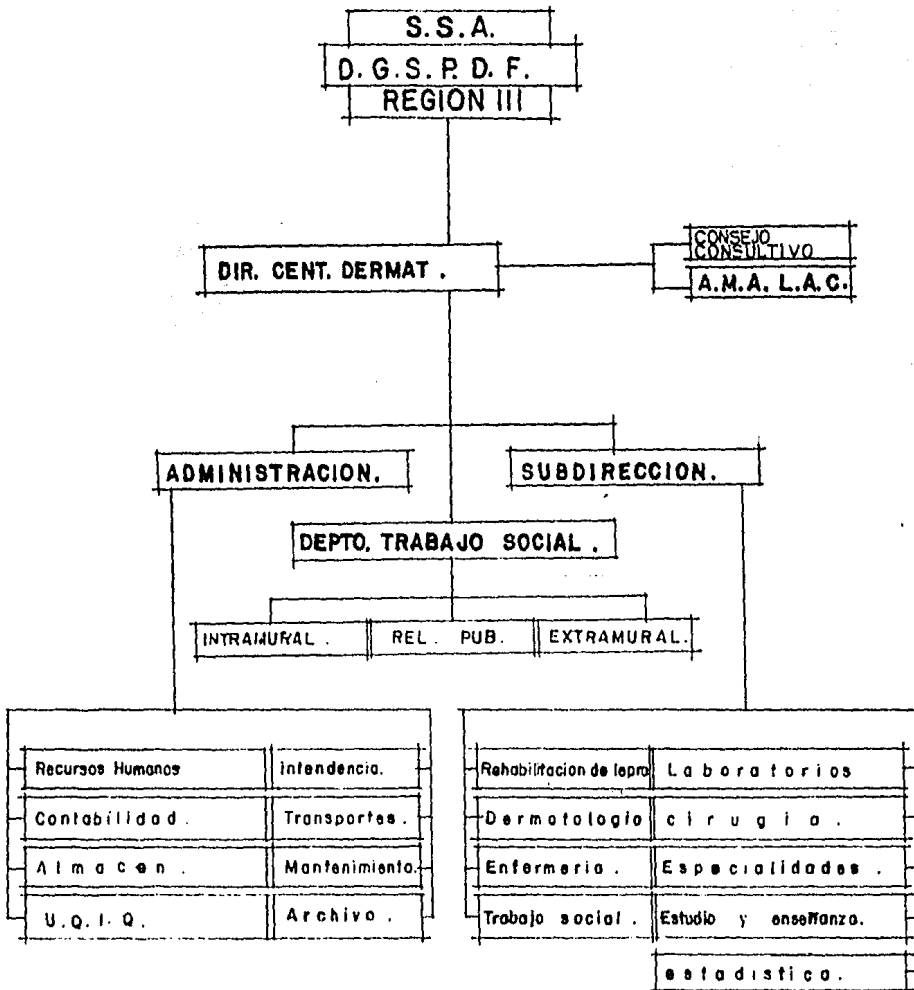 S.S.A.
D.G.S.P.D.F.
REGION III
DIR. CENT. DERMAT.
CONSEJO
CONSULTIVO
A.M.A.L.A.C.
ADMINISTRACION.
SUBDIRECCION.
DEPTO. TRABAJO SOCIAL.
INTRAMURAL.
REL. PUB.
EXTRAMURAL.
Recursos Humanos
Intendencia.
Contabilidad.
Transportes.
Almacen.
Mantenimiento.
U.Q.I.Q.
Archivo.
Rehabilitacion de lepra
Laboratorios
Dermatologia
cirugia.
Enfermeria.
Especialidades.
Trabajo social.
Estudio y enseñanza.
estadistica.